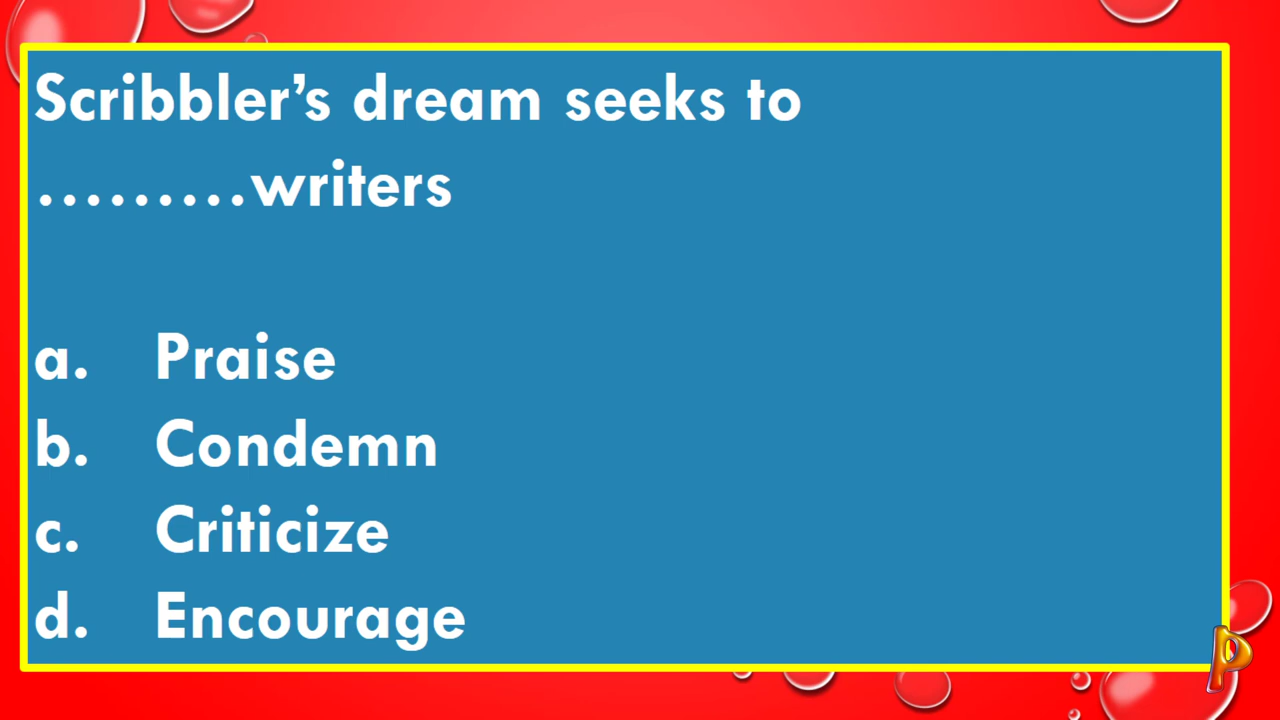 Scribbler’s dream seeks to
………writers
a. Praise
b. Condemn
c. Criticize
d. Encourage
P